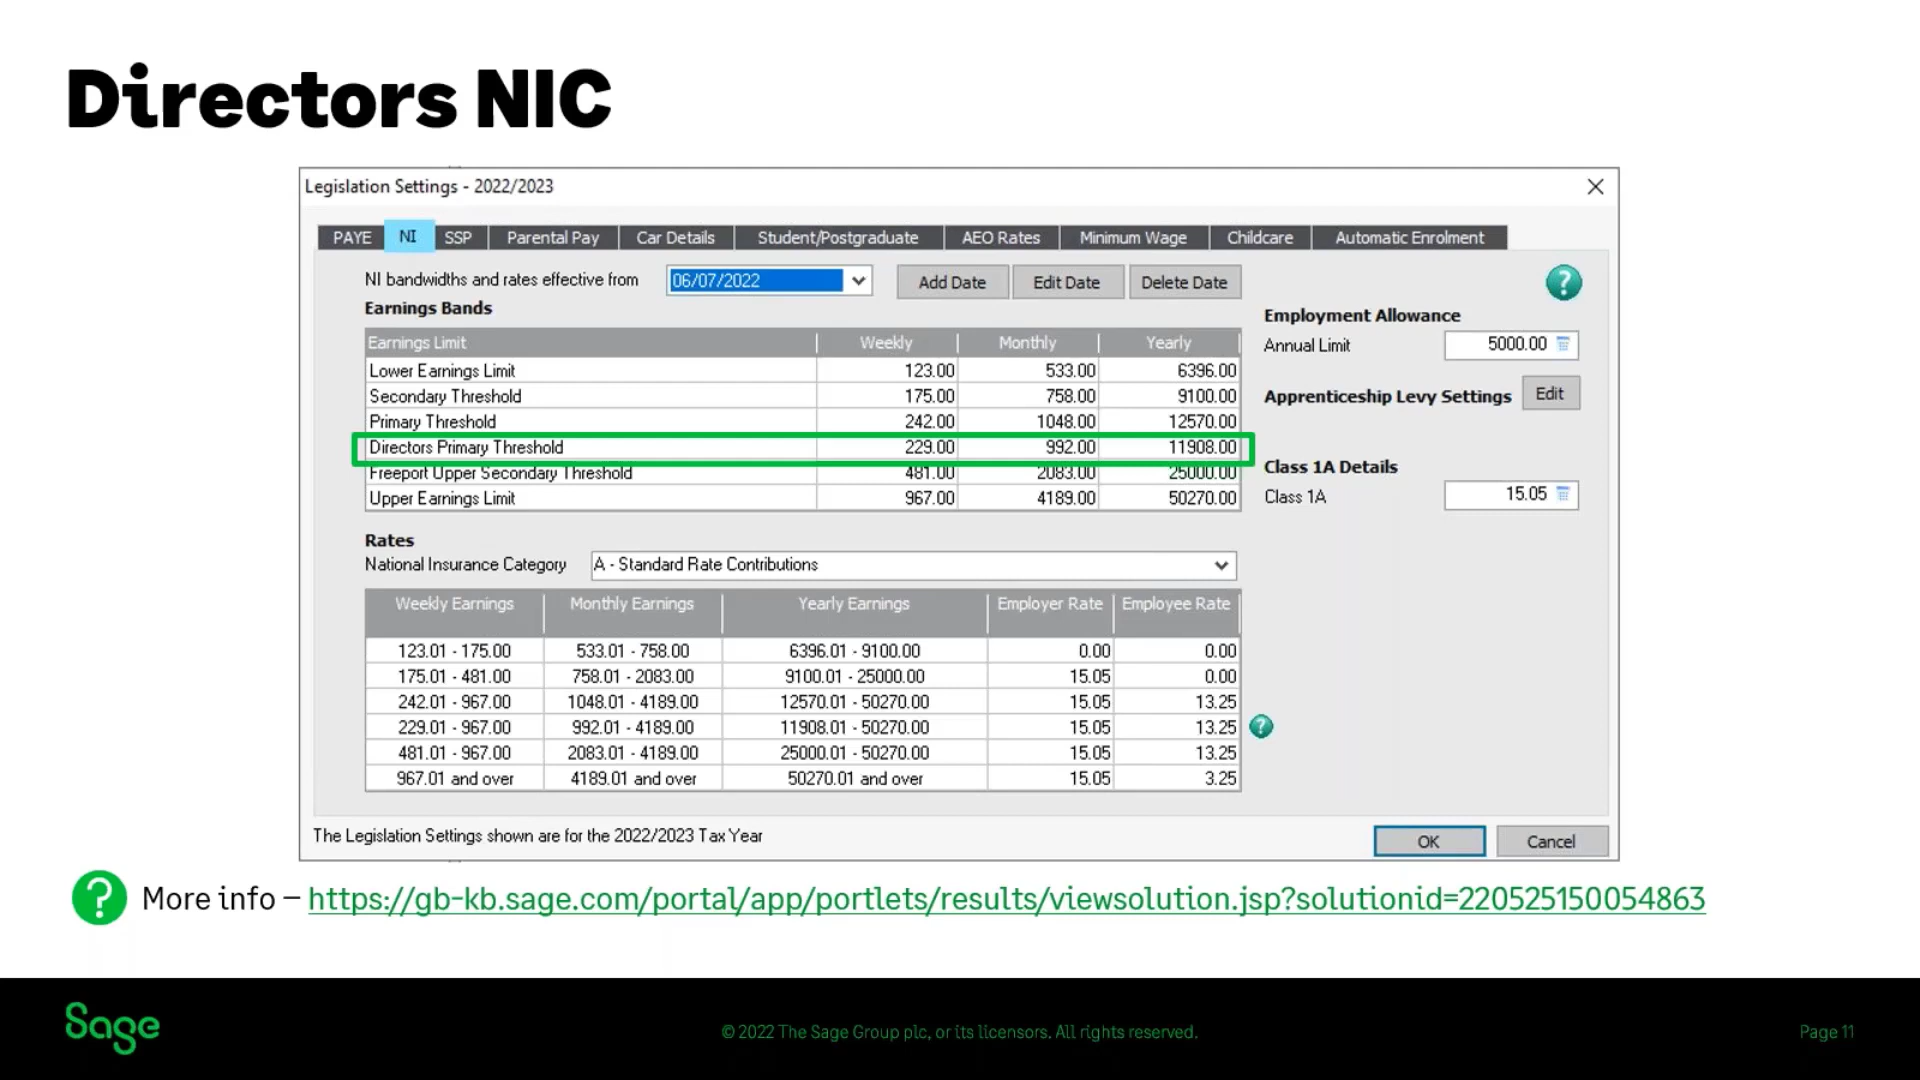 Directors NIC
Legislation Settings - 2022/2023
PAYE NI SSP Parental Pay Car Details Student/Postgraduate AEO Rates Minimum Wage Childcare Automatic Enrolment
NI bandwidths and rates effective from 06/07/2022 Add Date Edit Date Delete Date ?
Earnings Bands
Employment Allowance
Annual Limit 5000.00
Earnings Limit Weekly Monthly Yearly
Lower Earnings Limit 123.00 533.00 6396.00
Secondary Threshold 175.00 758.00 9100.00
Apprenticeship Levy Settings Edit
Primary Threshold 242.00 1048.00 12570.00
Directors Primary Threshold 229.00 992.00 11908.00
Freeport Upper Secondary Threshold 481.00 2083.00 25000.00
Class 1A Details
Upper Earnings Limit 967.00 4189.00 50270.00
Class 1A 15.05
Rates
National Insurance Category A - Standard Rate Contributions
Weekly Earnings Monthly Earnings Yearly Earnings Employer Rate Employee Rate
123.01 - 175.00 533.01 - 758.00 6396.01 - 9100.00 0.00 0.00
175.01 - 481.00 758.01 - 2083.00 9100.01 - 25000.00 15.05 0.00
242.01 - 967.00 1048.01 - 4189.00 12570.01 - 50270.00 15.05 13.25
229.01 - 967.00 992.01 - 4189.00 11908.01 - 50270.00 15.05 13.25 ?
481.01 - 967.00 2083.01 - 4189.00 25000.01 - 50270.00 15.05 13.25
967.01 and over 4189.01 and over 50270.01 and over 15.05 3.25
The Legislation Settings shown are for the 2022/2023 Tax Year
OK Cancel
? More info – https://gb-kb.sage.com/portal/app/portlets/results/viewsolution.jsp?solutionid=220525150054863
Sage
© 2022 The Sage Group plc, or its licensors. All rights reserved.
Page 11